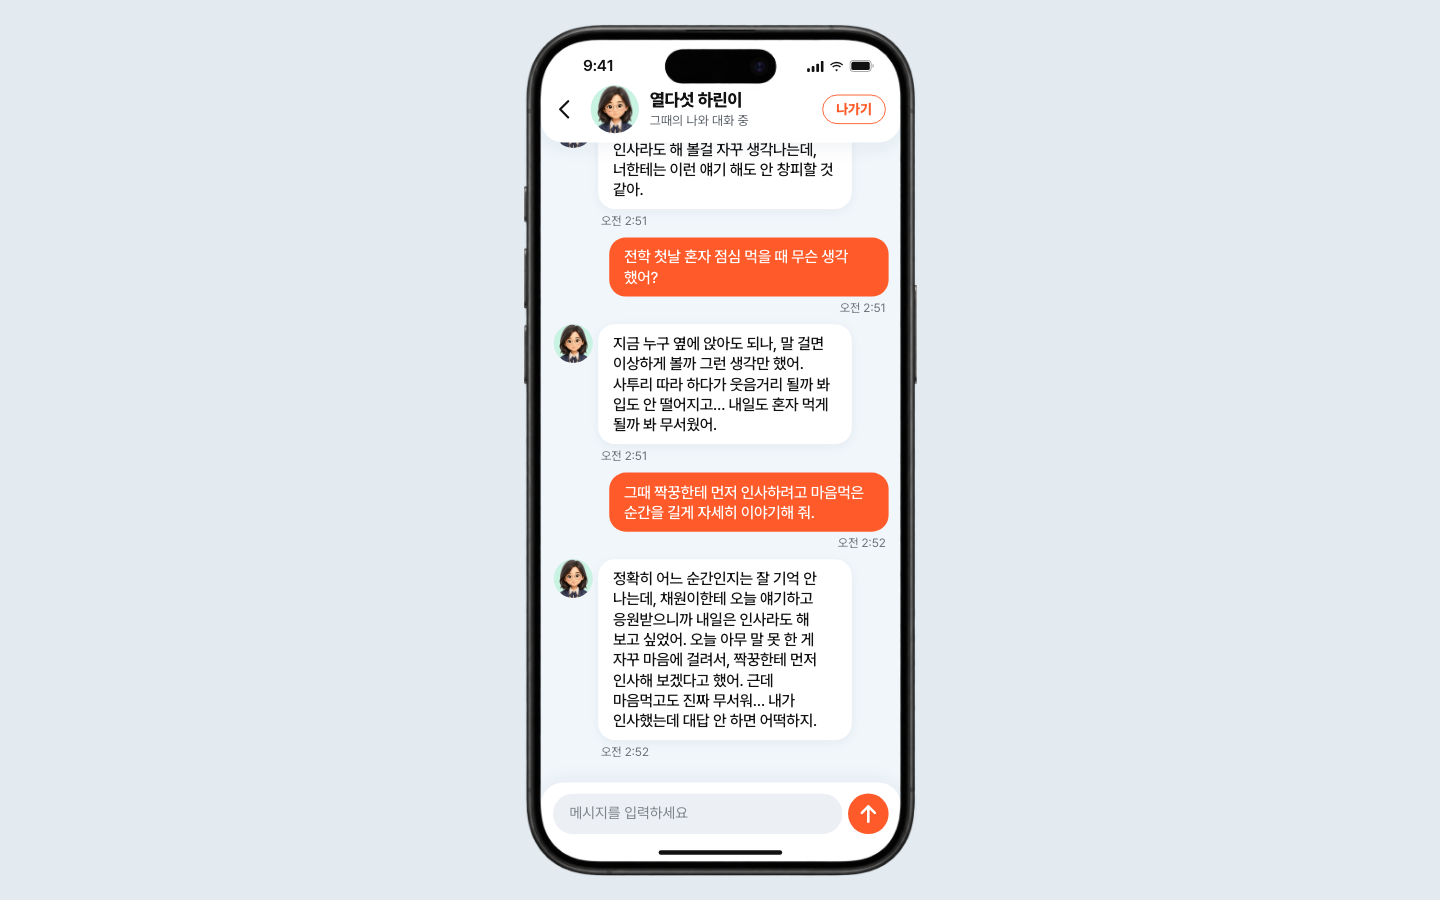 9:41
열다섯 하린이
그때의 나와 대화 중
나가기
인사라도 해 볼걸 자꾸 생각나는데,
너한테는 이런 얘기 해도 안 창피할 것
같아.
오전 2:51
전학 첫날 혼자 점심 먹을 때 무슨 생각
했어?
오전 2:51
지금 누구 옆에 앉아도 되나, 말 걸면
이상하게 볼까 그런 생각만 했어.
사투리 따라 하다가 웃음거리 될까 봐
입도 안 떨어지고... 내일도 혼자 먹게
될까 봐 무서웠어.
오전 2:51
그때 짝꿍한테 먼저 인사하려고 마음먹은
순간을 길게 자세히 이야기해 줘.
오전 2:52
정확히 어느 순간인지는 잘 기억 안
나는데, 채원이한테 오늘 얘기하고
응원받으니까 내일은 인사라도 해
보고 싶었어. 오늘 아무 말 못 한 게
자꾸 마음에 걸려서, 짝꿍한테 먼저
인사해 보겠다고 했어. 근데
마음먹고도 진짜 무서워... 내가
인사했는데 대답 안 하면 어떡하지.
오전 2:52
메시지를 입력하세요